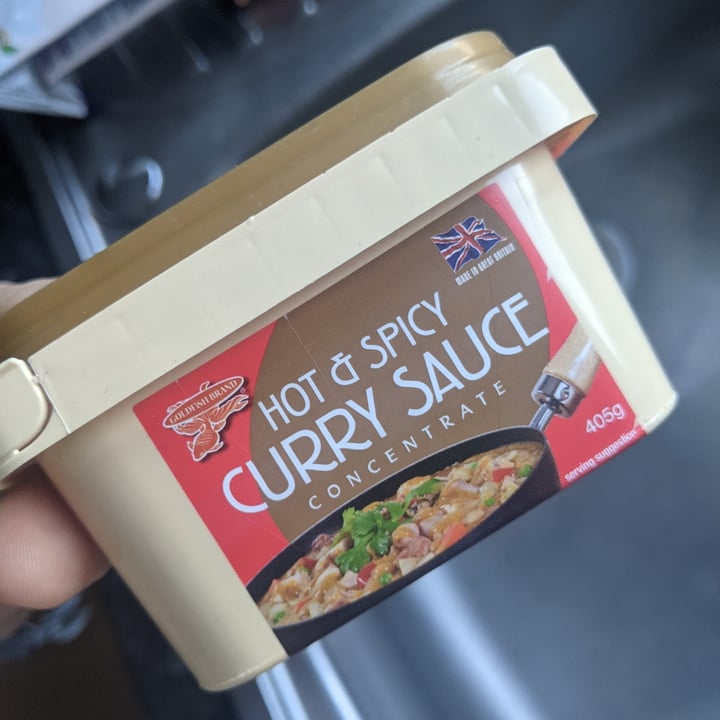 MADE IN GREAT BRITAIN
GOLDFISH BRAND
HOT & SPICY
CURRY SAUCE
CONCENTRATE
405g
serving suggestion